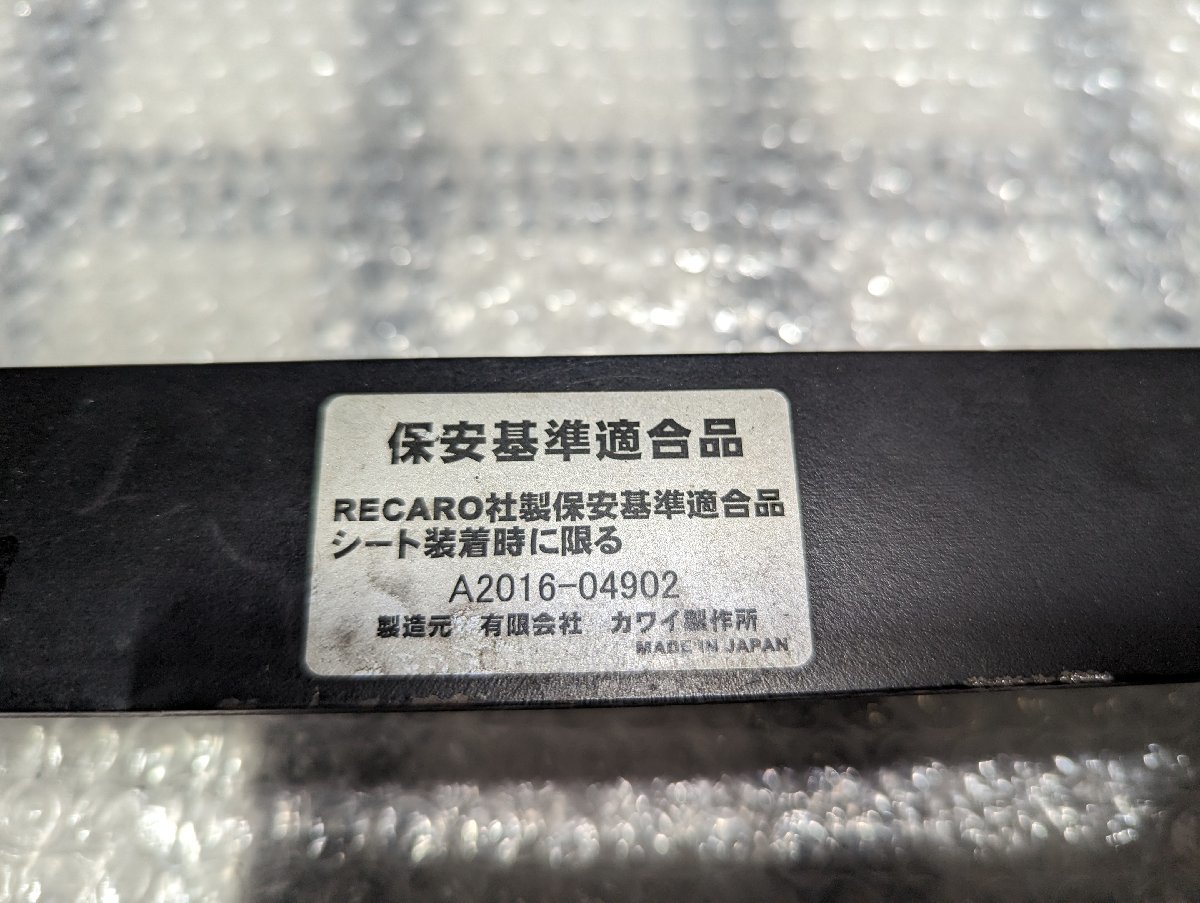 保安基準適合品
RECARO社製保安基準適合品
シート装着時に限る
A2016-04902
製造元 有限会社 カワイ製作所
MADE IN JAPAN